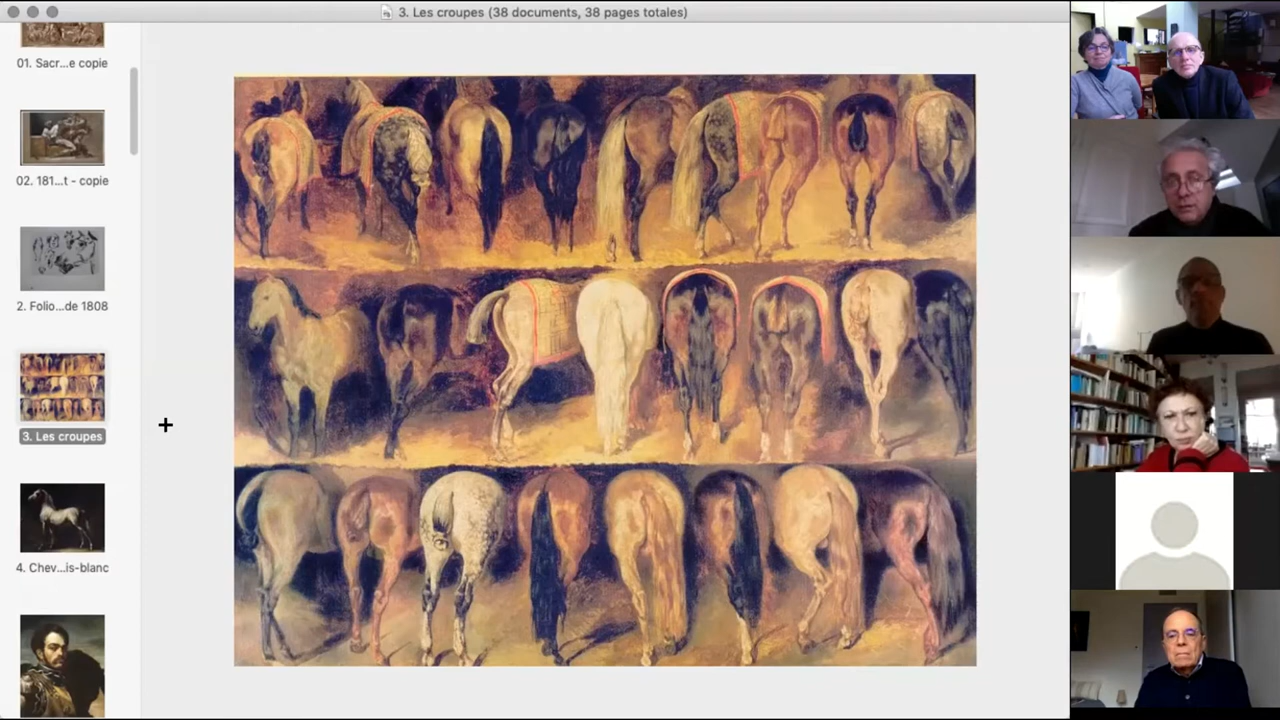 3. Les croupes (38 documents, 38 pages totales)
01. Sacr...e copie
02. 181...t - copie
2. Folio...de 1808
3. Les croupes
4. Chev...is-blanc